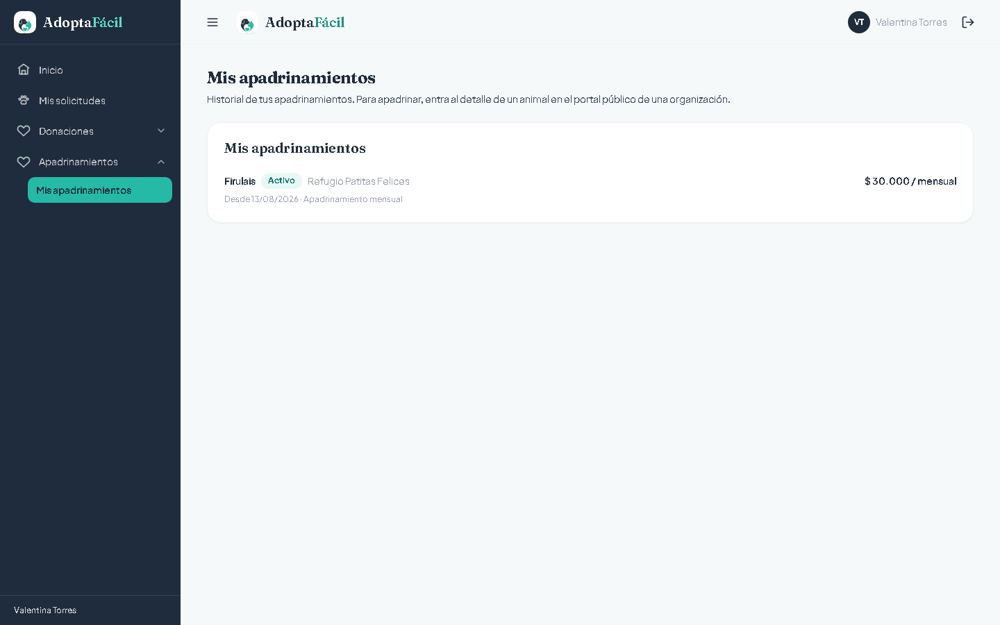 AdoptaFácil
Inicio
Mis solicitudes
Donaciones
Apadrinamientos
Mis apadrinamientos
Valentina Torres
AdoptaFácil
VT Valentina Torres
Mis apadrinamientos
Historial de tus apadrinamientos. Para apadrinar, entra al detalle de un animal en el portal público de una organización.
Mis apadrinamientos
Firulais Activo Refugio Patitas Felices $ 30.000 / mensual
Desde 13/08/2026 · Apadrinamiento mensual